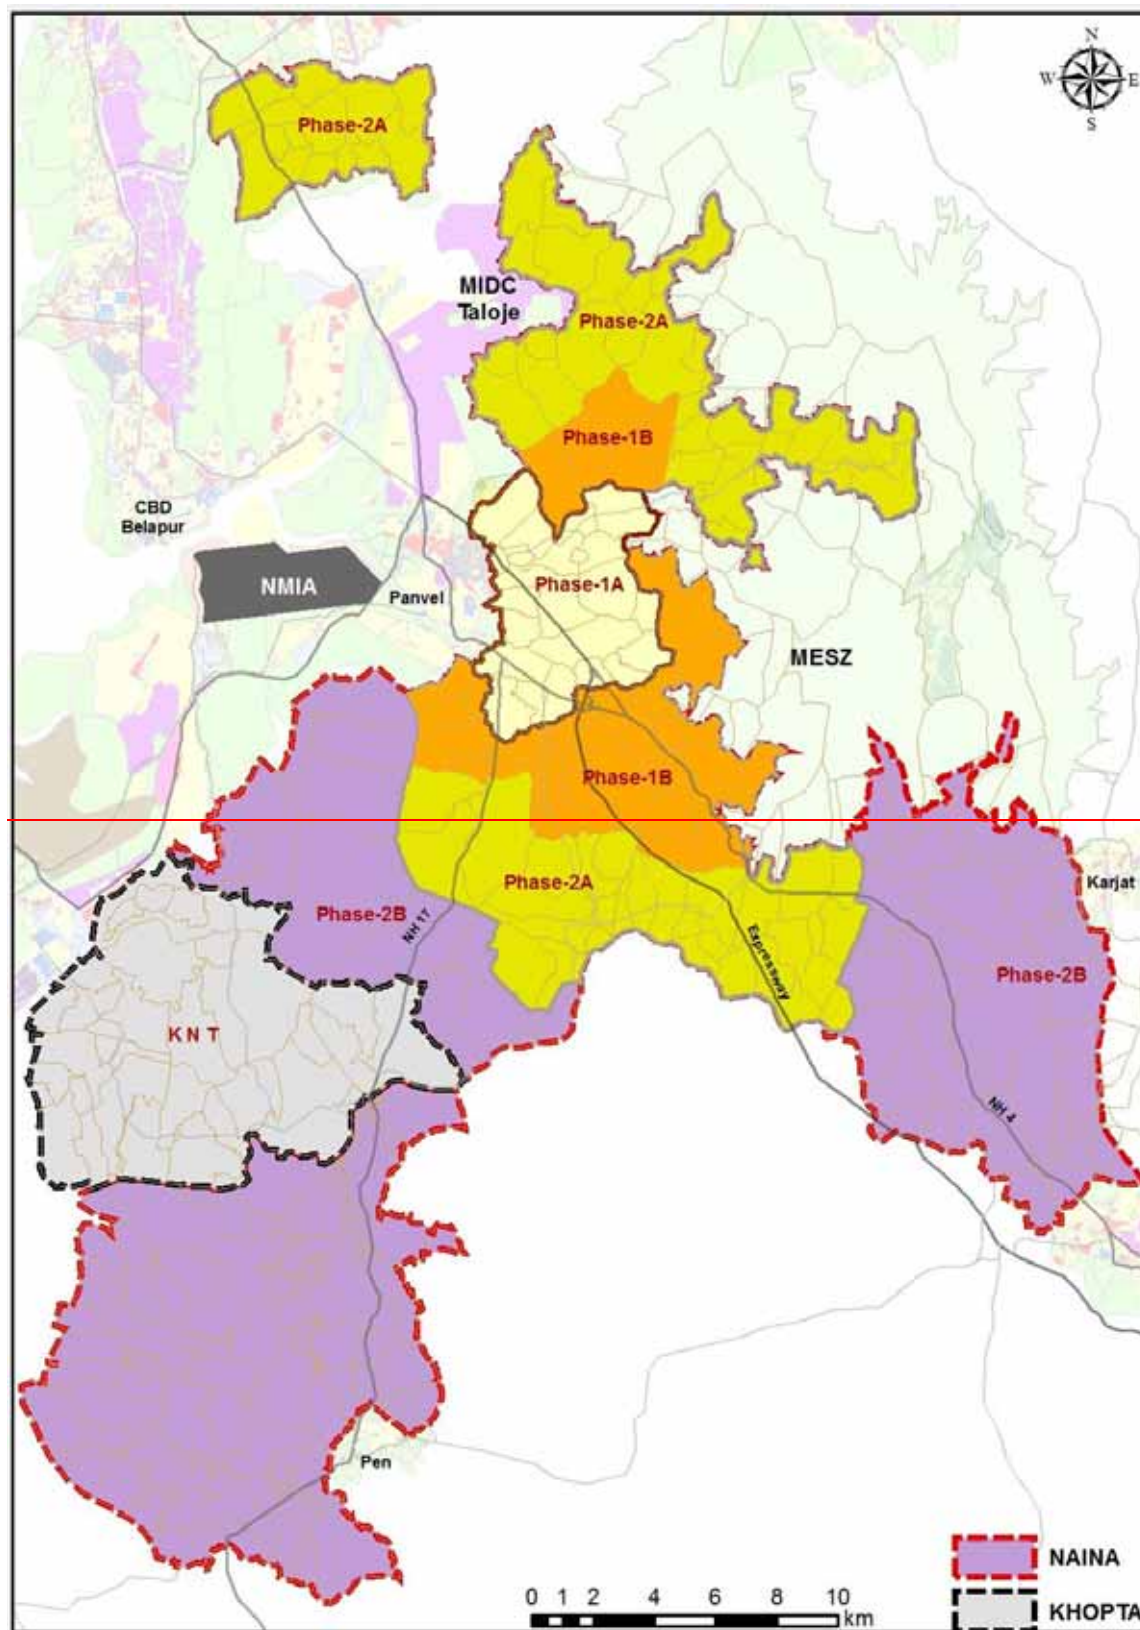 N
W E
S
Phase-2A
MIDC
Taloje
Phase-2A
Phase-1B
CBD
Belapur
NMIA
Panvel
Phase-1A
MESZ
Phase-1B
Phase-2A
Karjat
Phase-2B
NH 17
Expressway
Phase-2B
K N T
NH 4
Pen
NAINA
0 1 2 4 6 8 10
km
KHOPTA